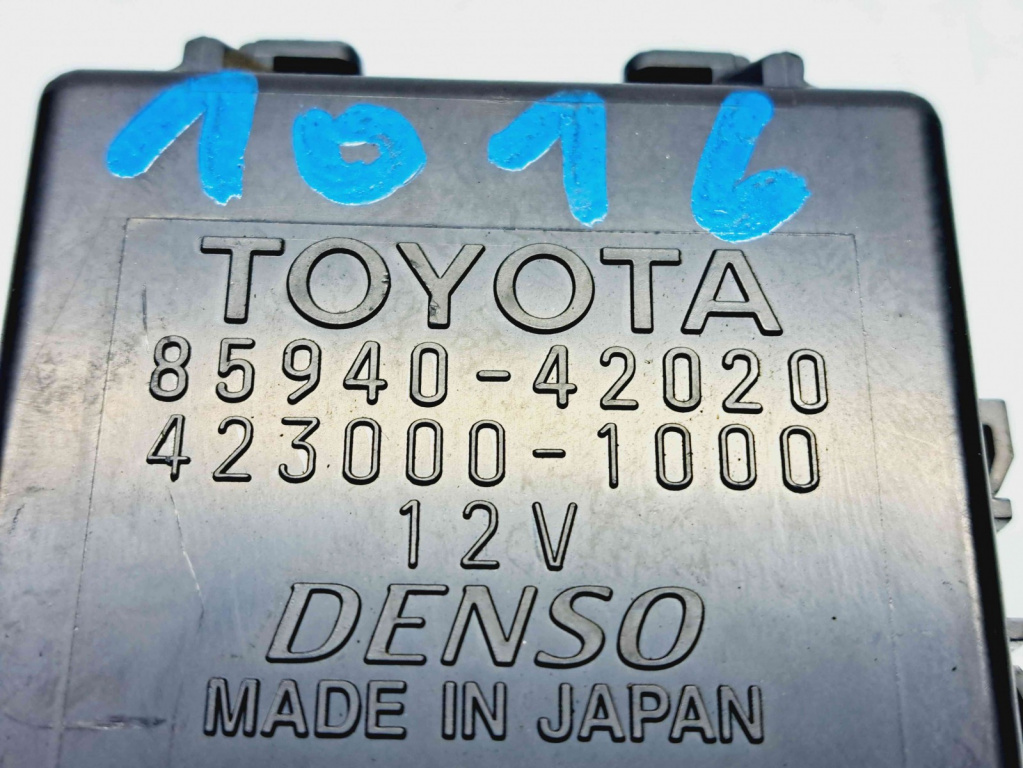 1016
TOYOTA
85940-42020
423000-1000
12V
DENSO
MADE IN JAPAN